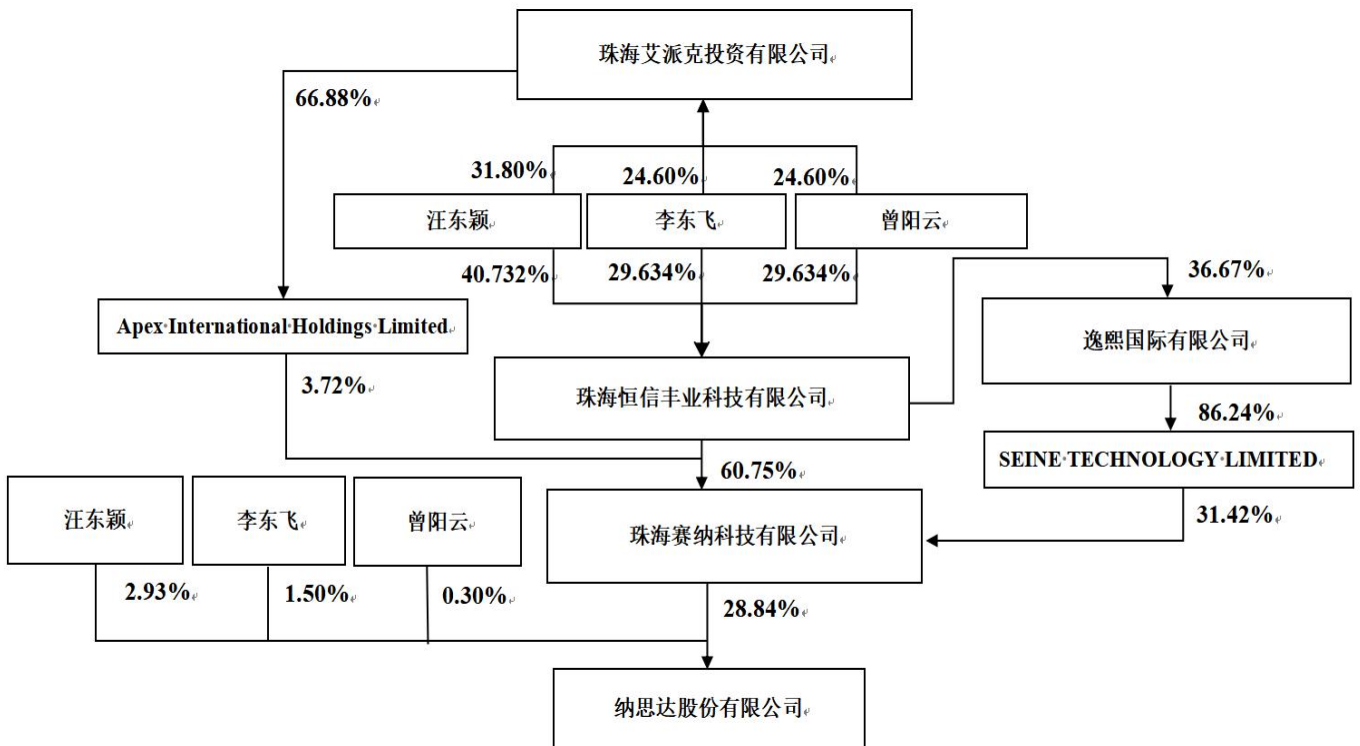 珠海艾派克投资有限公司
66.88%
31.80%
24.60%
24.60%
汪东颖
李东飞
曾阳云
40.732%
29.634%
29.634%
36.67%
Apex International Holdings Limited
逸熙国际有限公司
3.72%
珠海恒信丰业科技有限公司
86.24%
SEINE TECHNOLOGY LIMITED
60.75%
汪东颖
李东飞
曾阳云
珠海赛纳科技有限公司
31.42%
2.93%
1.50%
0.30%
28.84%
纳思达股份有限公司